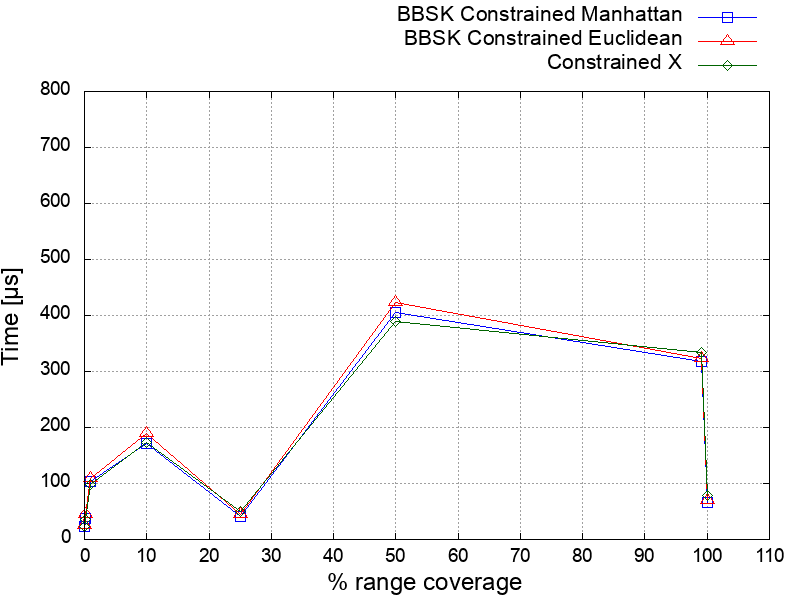 BBSK Constrained Manhattan
BBSK Constrained Euclidean
Constrained X
800
700
600
500
400
300
200
100
0
Time [µs]
0 10 20 30 40 50 60 70 80 90 100 110
% range coverage